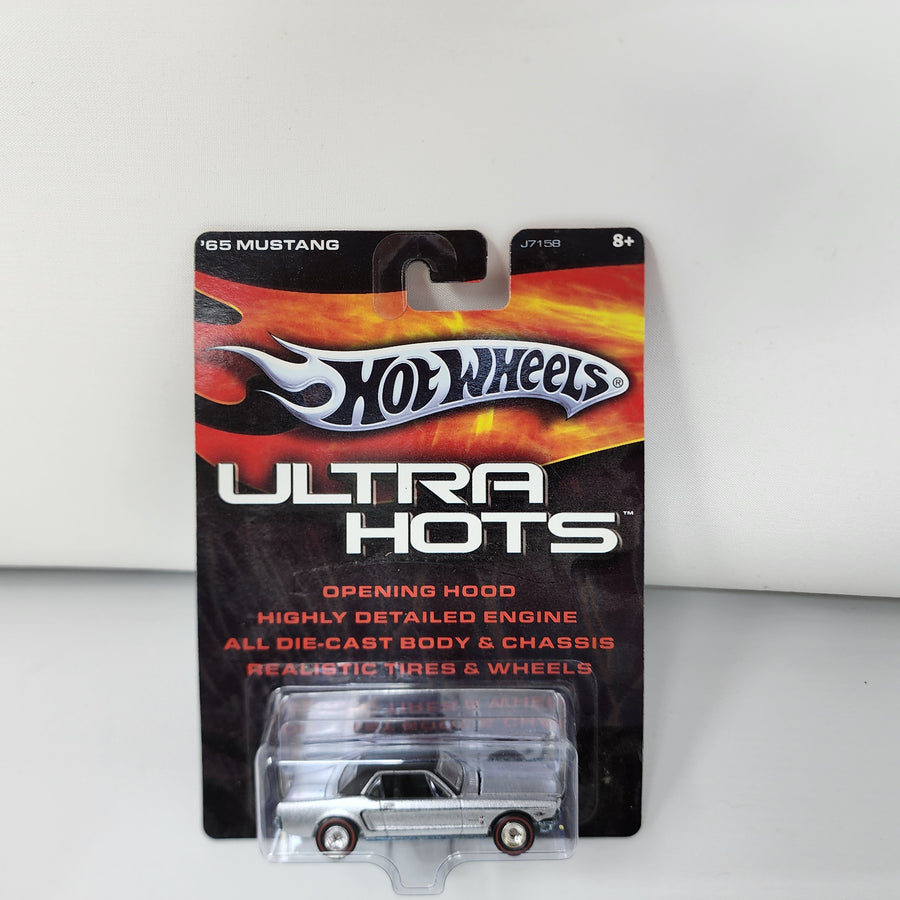 '65 MUSTANG
J7158
8+
HOT WHEELS®
ULTRA
HOTS™
OPENING HOOD
HIGHLY DETAILED ENGINE
ALL DIE-CAST BODY & CHASSIS
REALISTIC TIRES & WHEELS